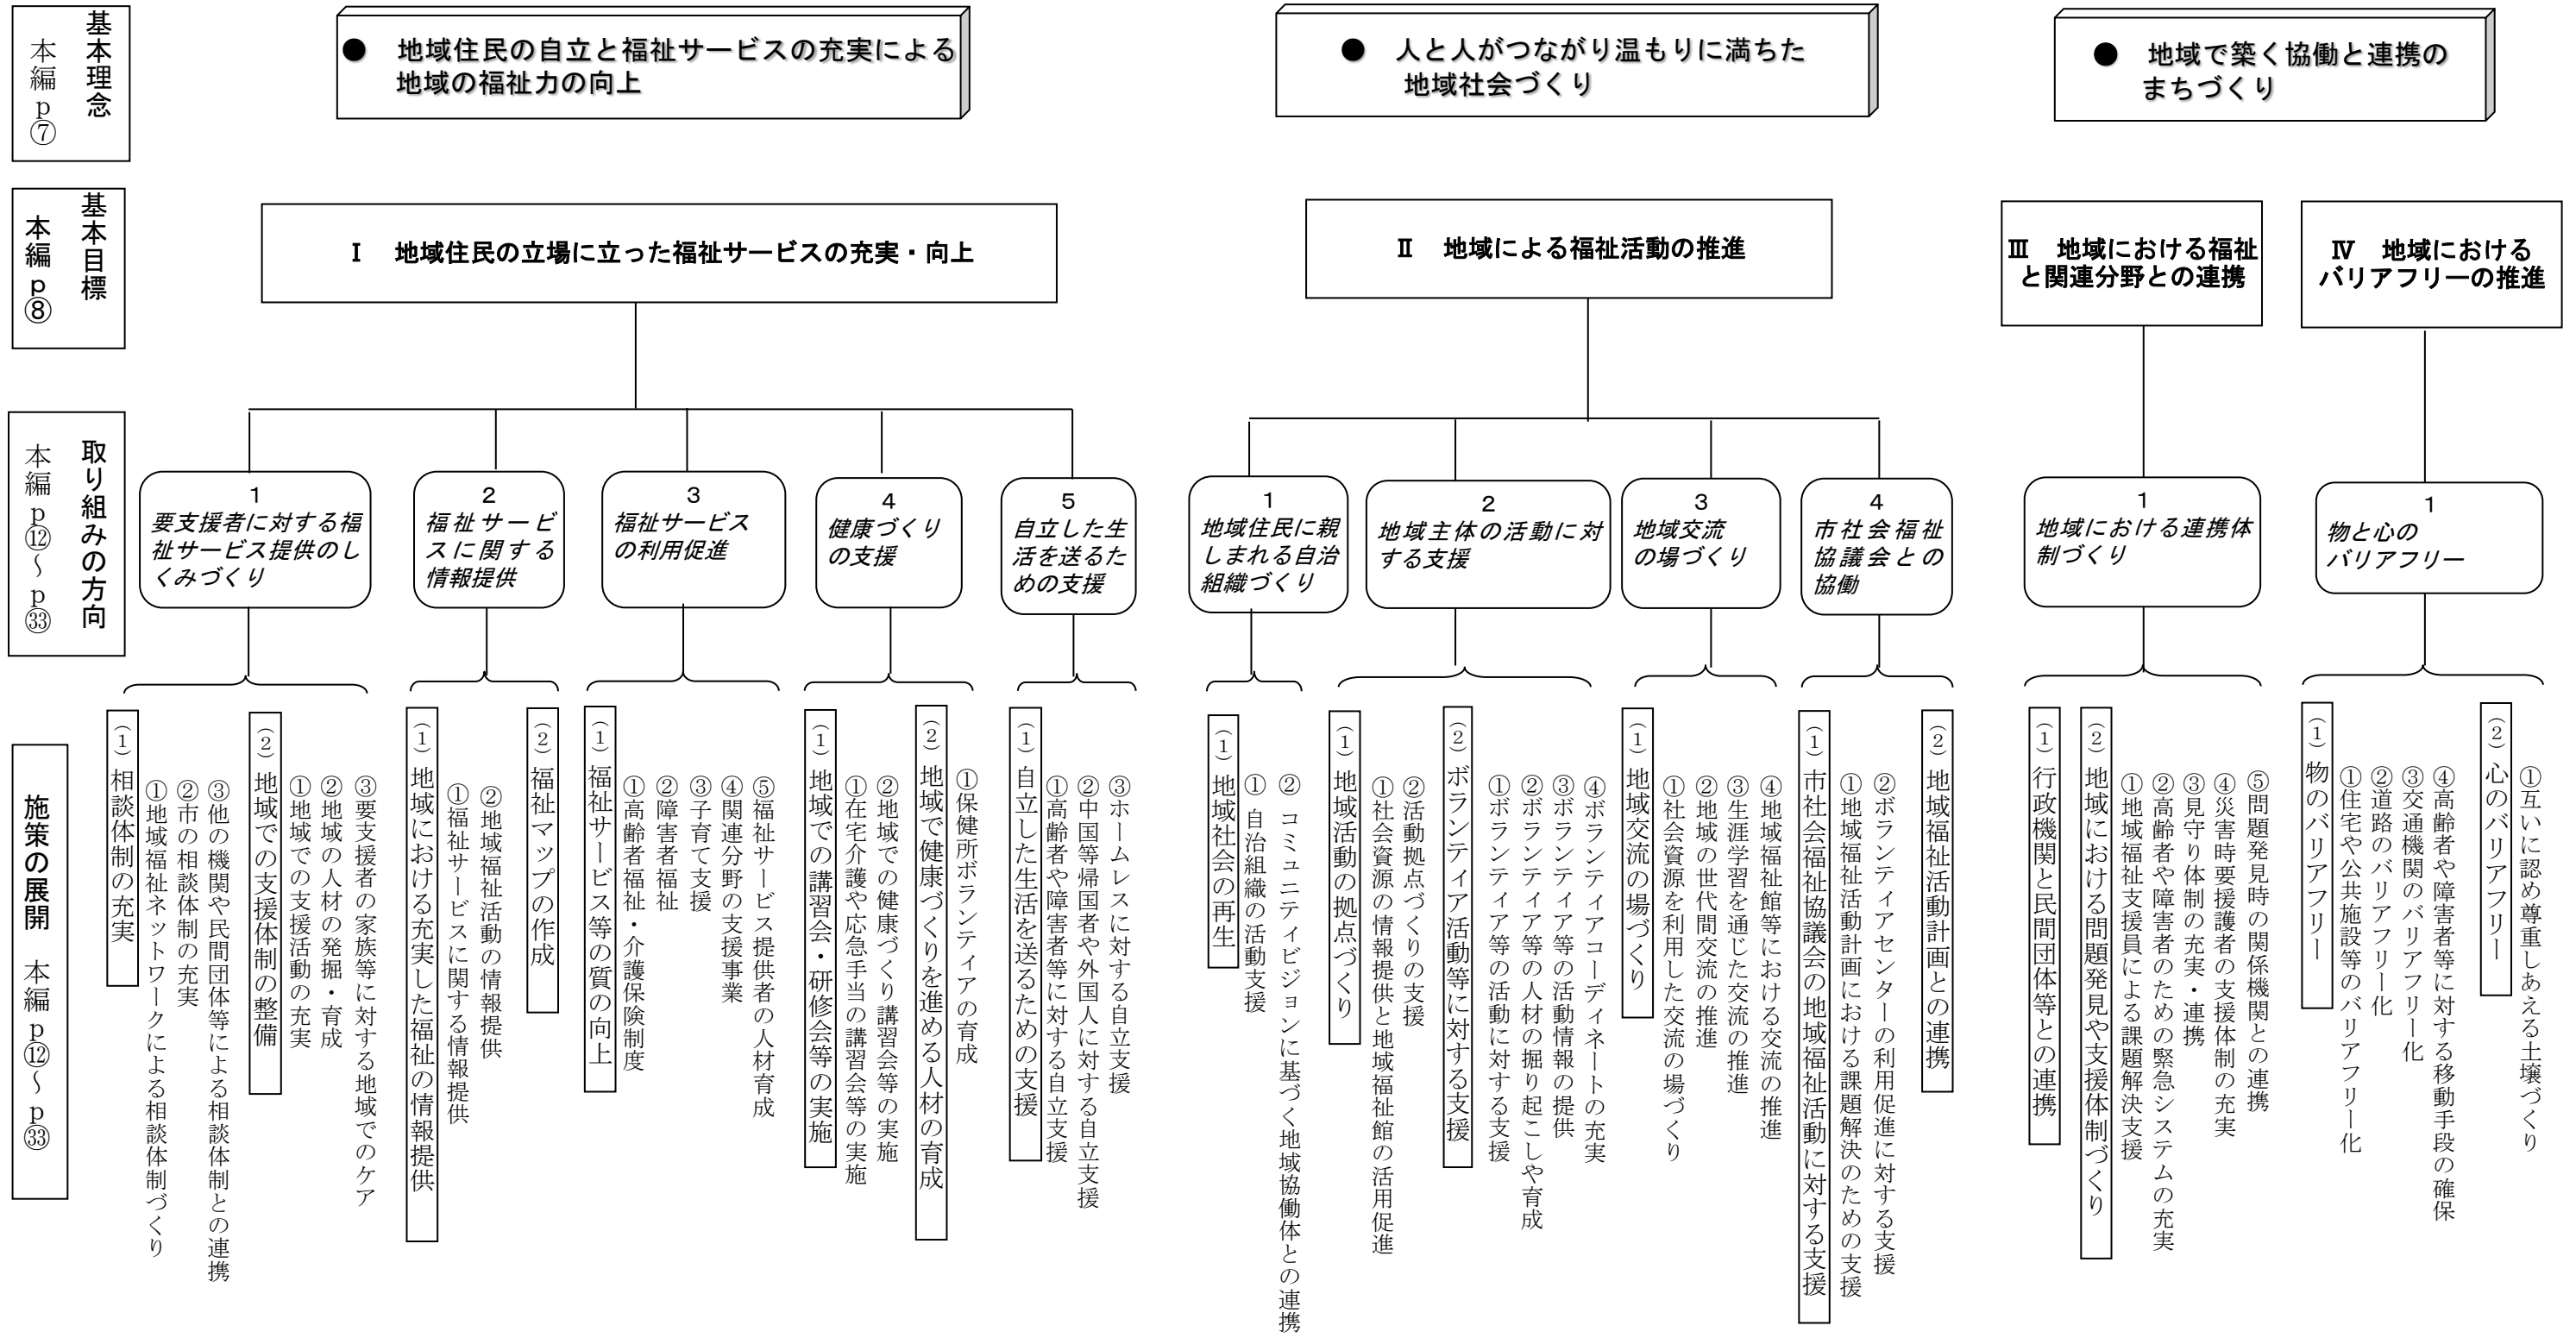 基本理念
本編p⑦
● 地域住民の自立と福祉サービスの充実による
地域の福祉力の向上
● 人と人がつながり温もりに満ちた
地域社会づくり
● 地域で築く協働と連携の
まちづくり
基本目標
本編p⑧
Ⅰ 地域住民の立場に立った福祉サービスの充実・向上
Ⅱ 地域による福祉活動の推進
Ⅲ 地域における福祉
と関連分野との連携
Ⅳ 地域における
バリアフリーの推進
取り組みの方向
本編p⑫～p㉝
1
要支援者に対する福
祉サービス提供のし
くみづくり
2
福祉サービ
スに関する
情報提供
3
福祉サービス
の利用促進
4
健康づくり
の支援
5
自立した生
活を送るた
めの支援
1
地域住民に親
しまれる自治
組織づくり
2
地域主体の活動に対
する支援
3
地域交流
の場づくり
4
市社会福祉
協議会との
協働
1
地域における連携体
制づくり
1
物と心の
バリアフリー
施策の展開 本編p⑫～p㉝
(1)相談体制の充実
①地域福祉ネットワークによる相談体制づくり
②市の相談体制の充実
③他の機関や民間団体等による相談体制との連携
(2)地域での支援体制の整備
①地域での支援活動の充実
②地域の人材の発掘・育成
③要支援者の家族等に対する地域でのケア
(1)地域における充実した福祉の情報提供
①福祉サービスに関する情報提供
②地域福祉活動の情報提供
(2)福祉マップの作成
(1)福祉サービス等の質の向上
①高齢者福祉・介護保険制度
②障害者福祉
③子育て支援
④関連分野の支援事業
⑤福祉サービス提供者の人材育成
(1)地域での講習会・研修会等の実施
①在宅介護や応急手当の講習会等の実施
②地域での健康づくり講習会等の実施
(2)地域で健康づくりを進める人材の育成
①保健所ボランティアの育成
(1)自立した生活を送るための支援
①高齢者や障害者等に対する自立支援
②中国等帰国者や外国人に対する自立支援
③ホームレスに対する自立支援
(1)地域社会の再生
① 自治組織の活動支援
② コミュニティビジョンに基づく地域協働体との連携
(1)地域活動の拠点づくり
①社会資源の情報提供と地域福祉館の活用促進
②活動拠点づくりの支援
(2)ボランティア活動等に対する支援
①ボランティア等の活動に対する支援
②ボランティア等の人材の掘り起こしや育成
③ボランティア等の活動情報の提供
④ボランティアコーディネートの充実
(1)地域交流の場づくり
①社会資源を利用した交流の場づくり
②地域の世代間交流の推進
③生涯学習を通じた交流の推進
④地域福祉館等における交流の推進
(1)市社会福祉協議会の地域福祉活動に対する支援
①地域福祉活動計画における課題解決のための支援
②ボランティアセンターの利用促進に対する支援
(2)地域福祉活動計画との連携
(1)行政機関と民間団体等との連携
(2)地域における問題発見や支援体制づくり
①地域福祉支援員による課題解決支援
②高齢者や障害者のための緊急システムの充実
③見守り体制の充実・連携
④災害時要援護者の支援体制の充実
⑤問題発見時の関係機関との連携
(1)物のバリアフリー
①住宅や公共施設等のバリアフリー化
②道路のバリアフリー化
③交通機関のバリアフリー化
④高齢者や障害者等に対する移動手段の確保
(2)心のバリアフリー
①互いに認め尊重しあえる土壌づくり